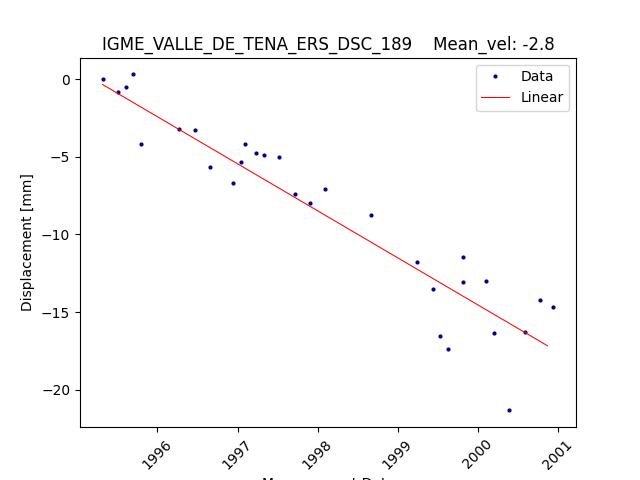 IGME_VALLE_DE_TENA_ERS_DSC_189 Mean_vel: -2.8
Data
Linear
0
−5
−10
−15
−20
Displacement [mm]
1996
1997
1998
1999
2000
2001